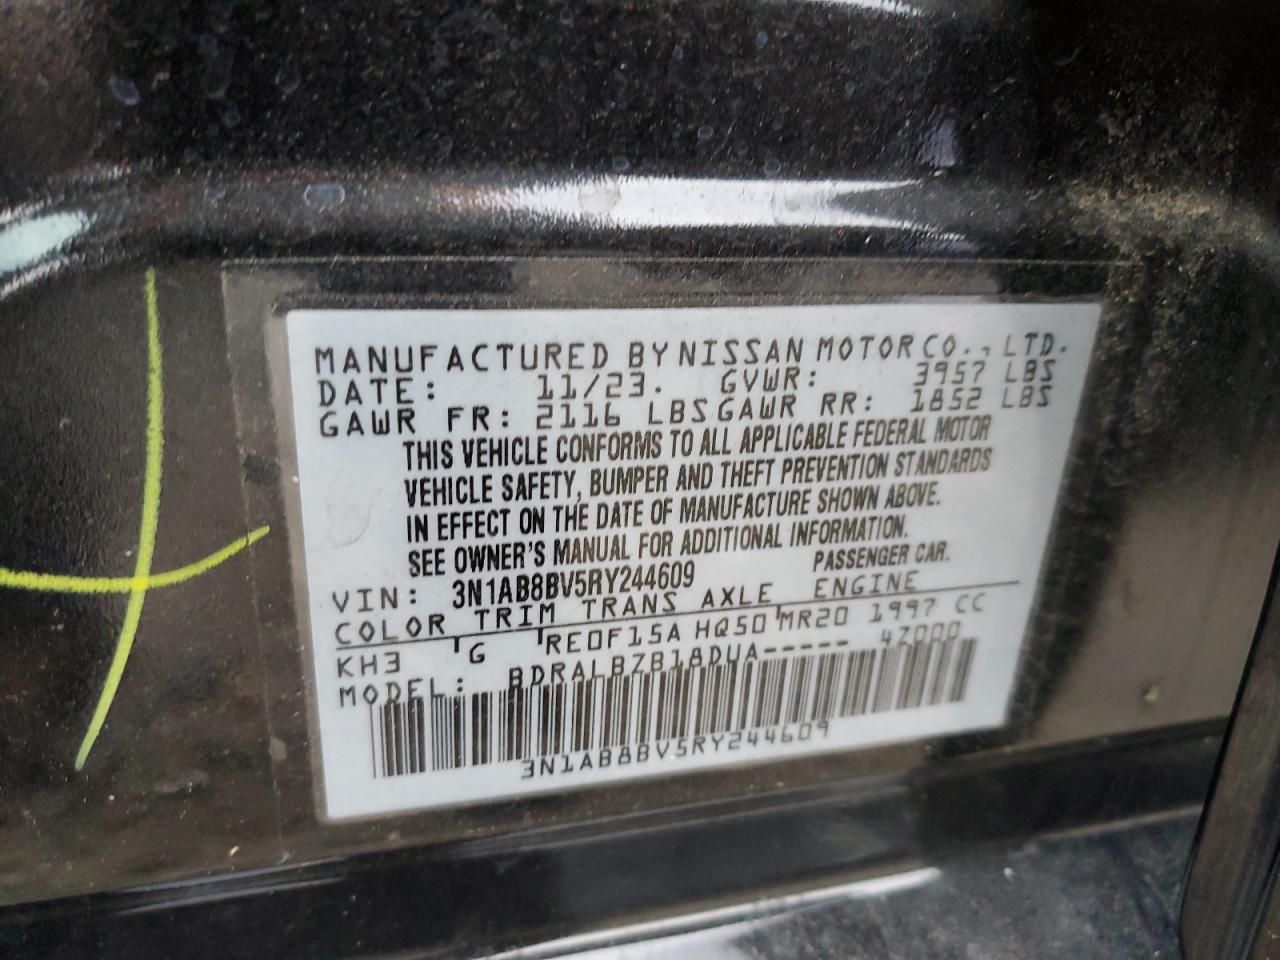 MANUFACTURED BY NISSAN MOTOR CO., LTD.
DATE: 11/23. GVWR: 3957 LBS
GAWR FR: 2116 LBS GAWR RR: 1852 LBS
THIS VEHICLE CONFORMS TO ALL APPLICABLE FEDERAL MOTOR
VEHICLE SAFETY, BUMPER AND THEFT PREVENTION STANDARDS
IN EFFECT ON THE DATE OF MANUFACTURE SHOWN ABOVE.
SEE OWNER'S MANUAL FOR ADDITIONAL INFORMATION.
VIN: 3N1AB8BV5RY244609 PASSENGER CAR.
COLOR TRIM TRANS AXLE ENGINE
KH3 G RE0F15A HQ50 MR20 1997 CC
MODEL: BDRALBZB18DUA----- 4Z000
3N1AB8BV5RY244609